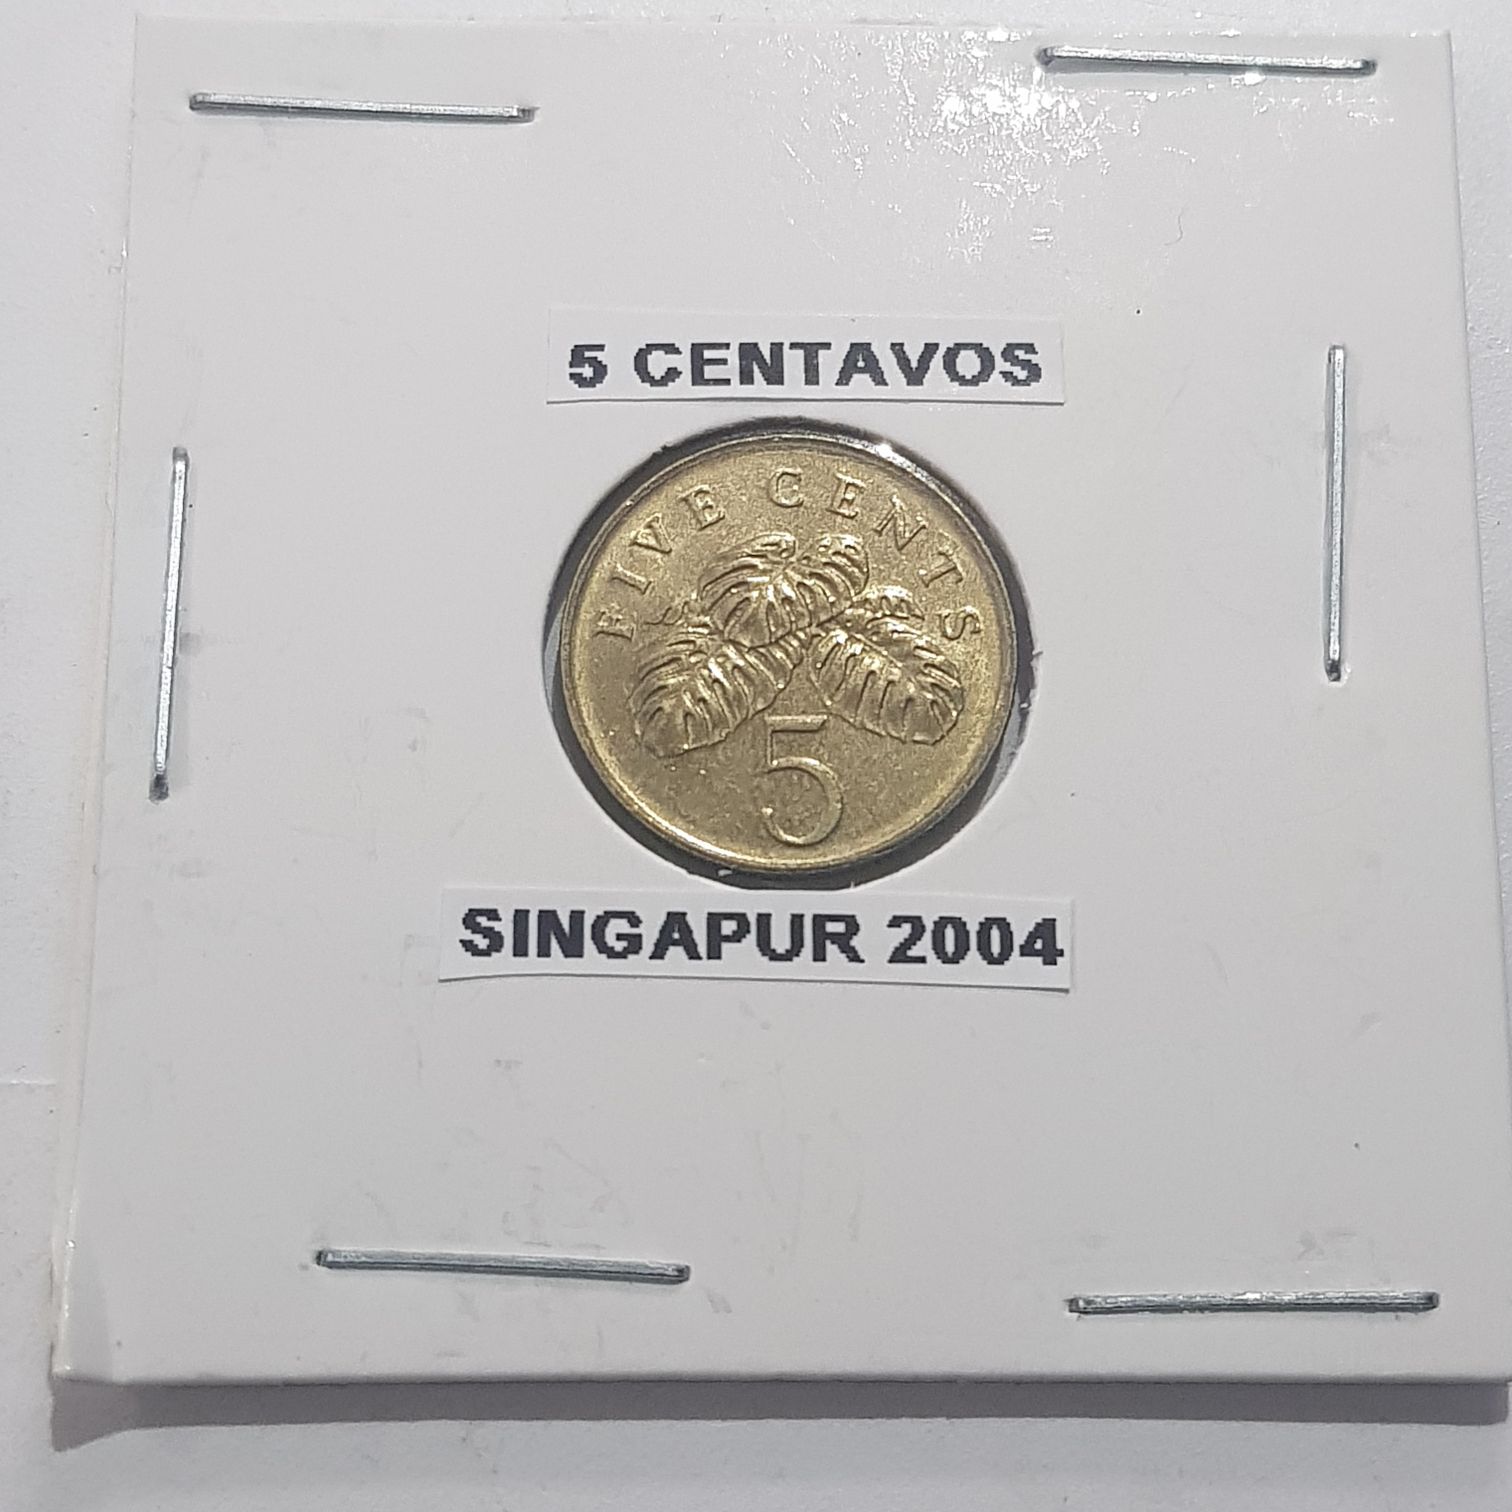 5 CENTAVOS
FIVE CENTS
5
SINGAPUR 2004